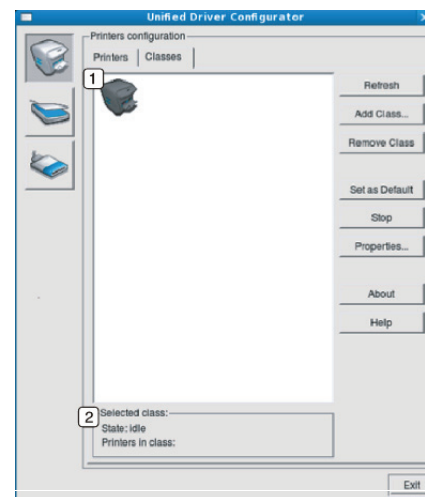 Unified Driver Configurator
Printers configuration
Printers Classes
1
Refresh
Add Class...
Remove Class
Set as Default
Stop
Properties...
About
Help
2 Selected class:
State: idle
Printers in class:
Exit